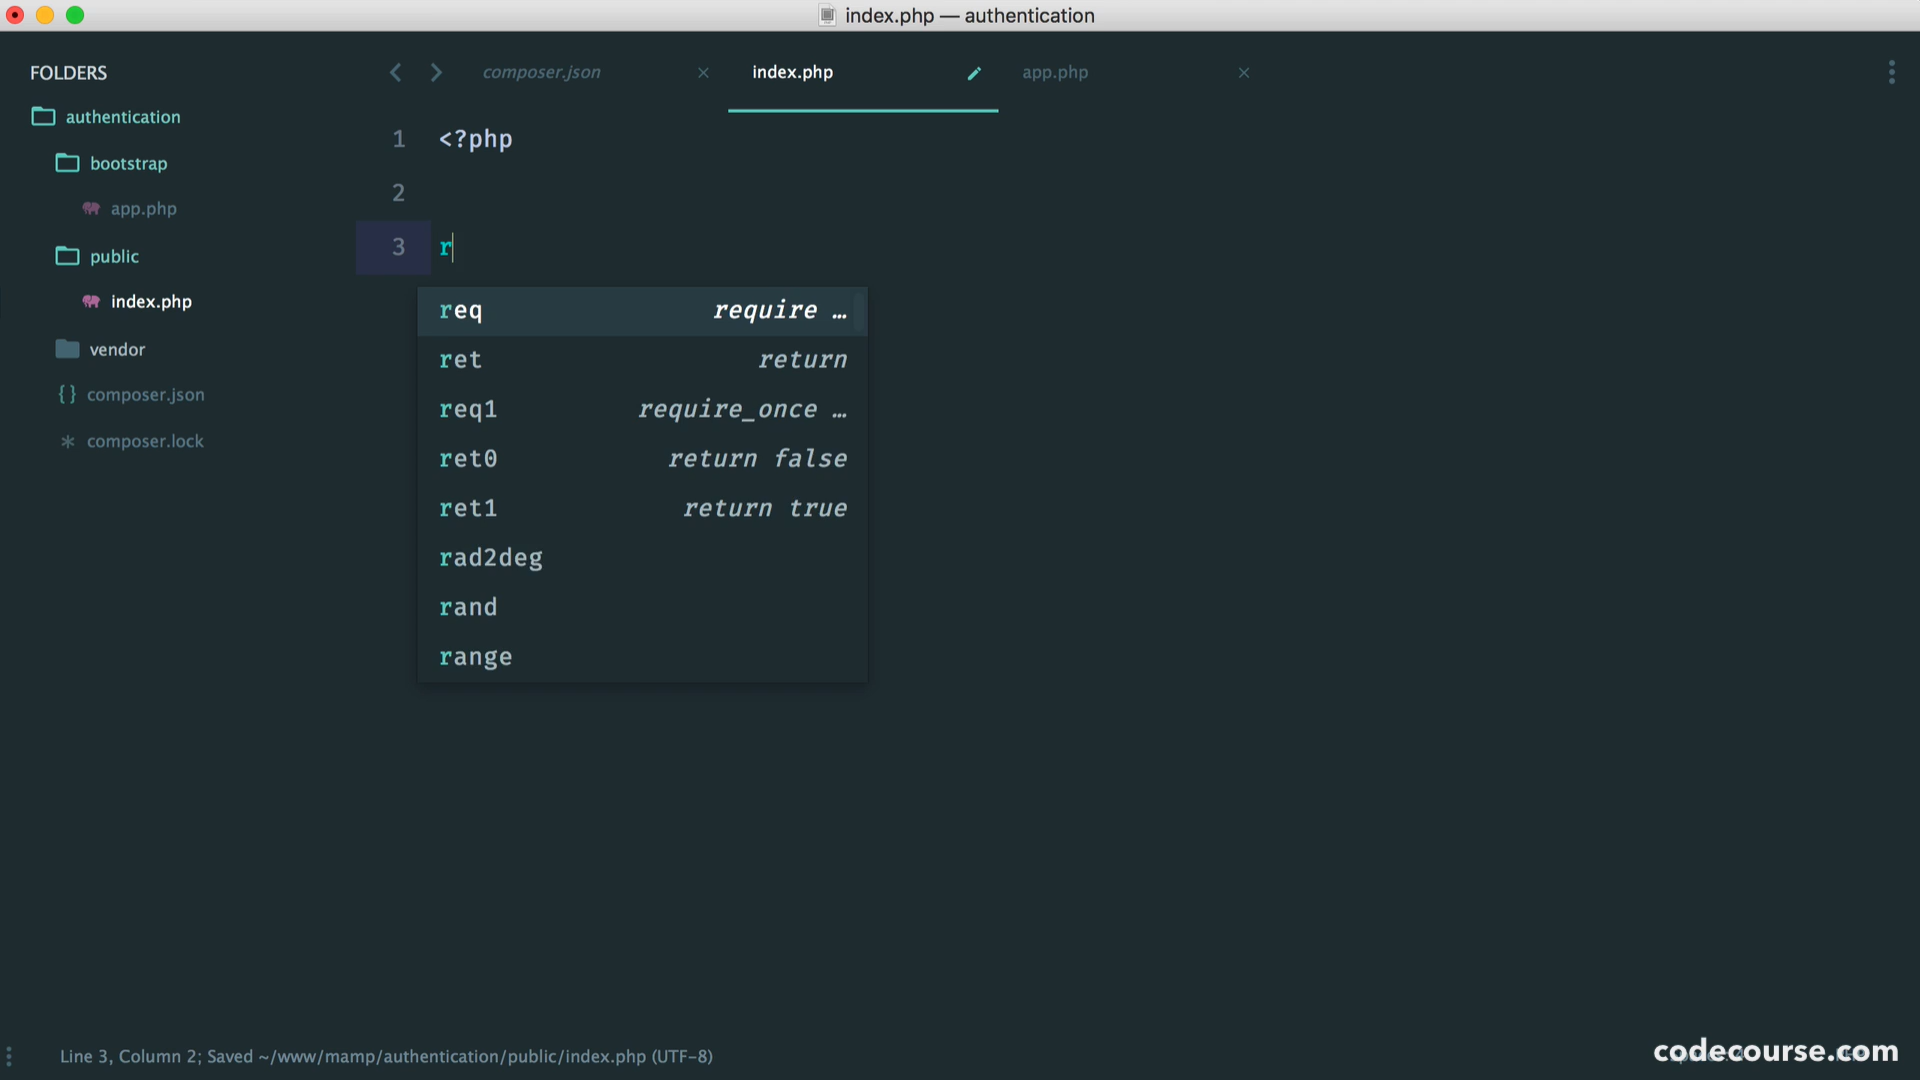 index.php — authentication
FOLDERS
authentication
bootstrap
app.php
public
index.php
vendor
{} composer.json
* composer.lock
composer.json
index.php
app.php
1 <?php
2
3 r
req require …
ret return
req1 require_once …
ret0 return false
ret1 return true
rad2deg
rand
range
Line 3, Column 2; Saved ~/www/mamp/authentication/public/index.php (UTF-8)
codecourse.com